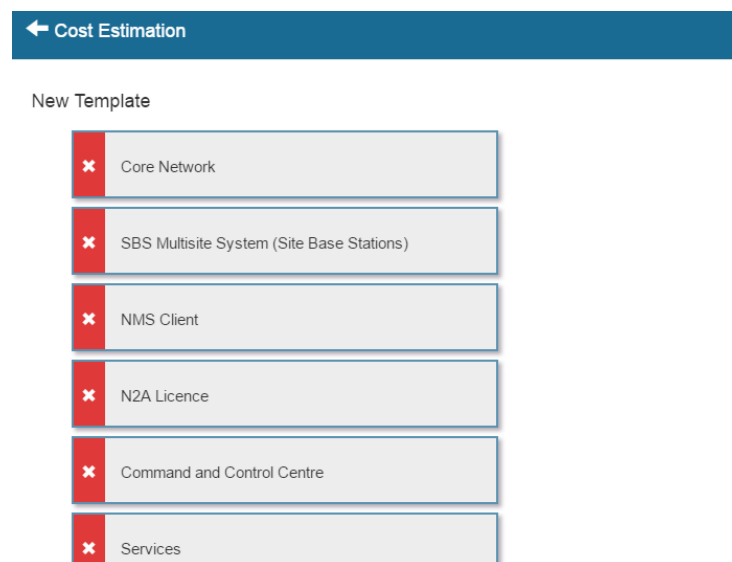 Cost Estimation
New Template
Core Network
SBS Multisite System (Site Base Stations)
NMS Client
N2A Licence
Command and Control Centre
Services